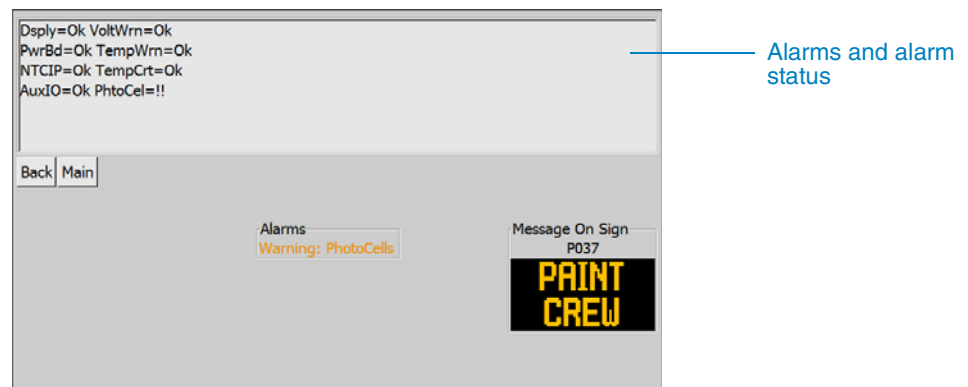 Dsply=Ok VoltWrn=Ok
PwrBd=Ok TempWrn=Ok
NTCIP=Ok TempCrt=Ok
AuxIO=Ok PhtoCel=!!
Alarms and alarm
status
Back Main
Alarms
Warning: PhotoCells
Message On Sign
P037
PAINT
CREW